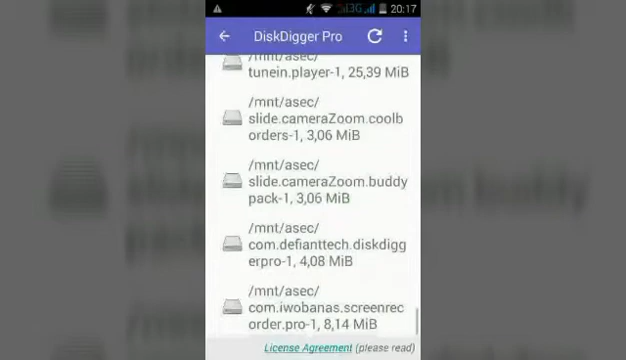 3G 20:17
DiskDigger Pro
/mnt/asec/
tunein.player-1, 25,39 MiB
/mnt/asec/
slide.cameraZoom.coolb
orders-1, 3,06 MiB
/mnt/asec/
slide.cameraZoom.buddy
pack-1, 3,06 MiB
/mnt/asec/
com.defianttech.diskdigg
erpro-1, 4,08 MiB
/mnt/asec/
com.iwobanas.screenrec
order.pro-1, 8,14 MiB
License Agreement (please read)